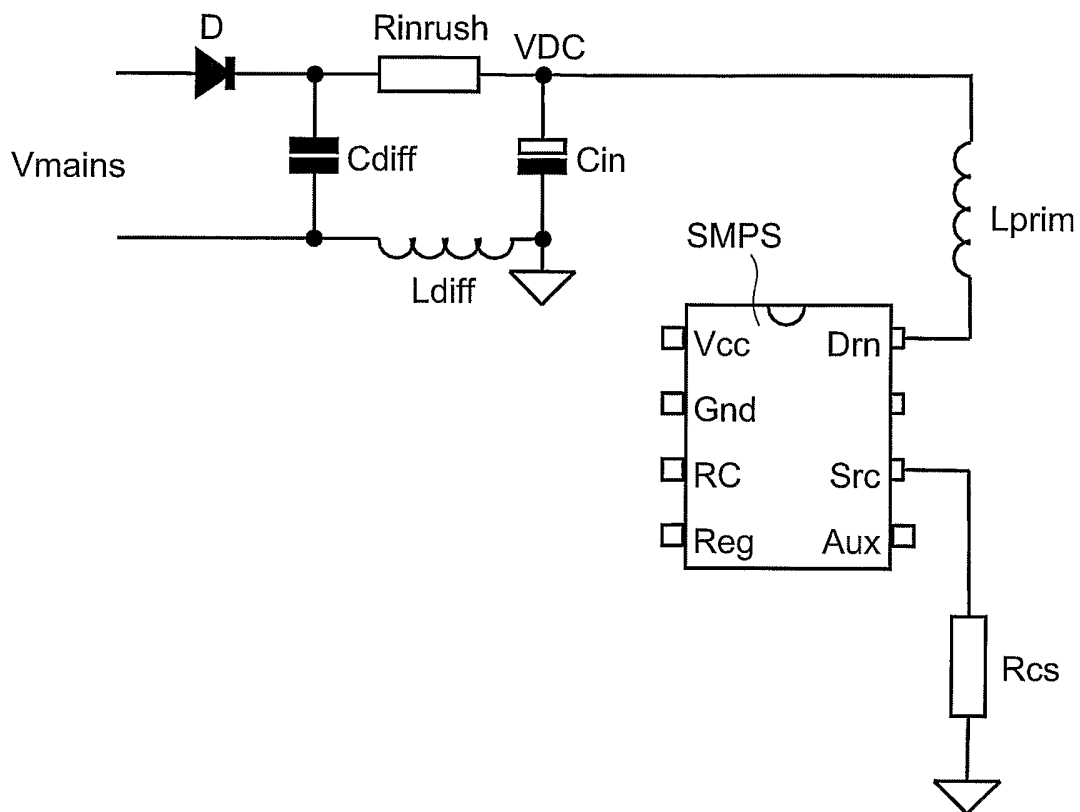 D
Rinrush
VDC
Vmains
Cdiff
Cin
Ldiff
Lprim
SMPS
Vcc
Drn
Gnd
RC
Src
Reg
Aux
Rcs